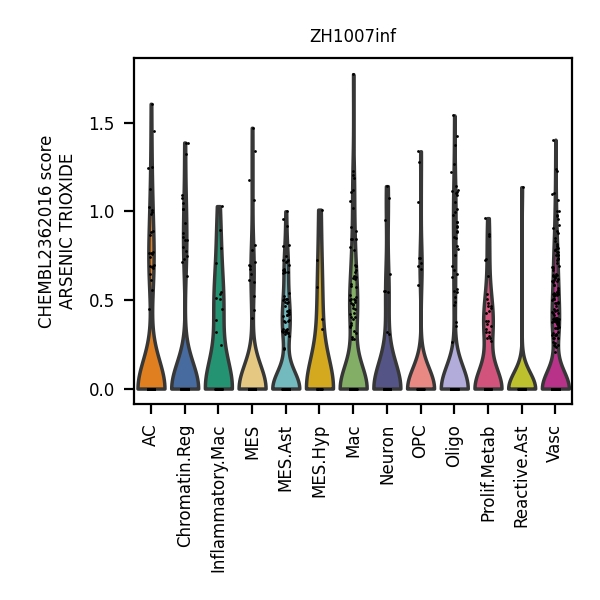 ZH1007inf
CHEMBL2362016 score
ARSENIC TRIOXIDE
1.5
1.0
0.5
0.0
AC
Chromatin.Reg
Inflammatory.Mac
MES
MES.Ast
MES.Hyp
Mac
Neuron
OPC
Oligo
Prolif.Metab
Reactive.Ast
Vasc